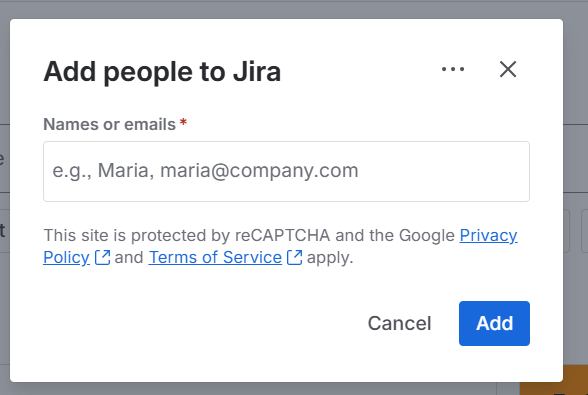 Add people to Jira
Names or emails *
e.g., Maria, maria@company.com
This site is protected by reCAPTCHA and the Google Privacy
Policy and Terms of Service apply.
Cancel
Add